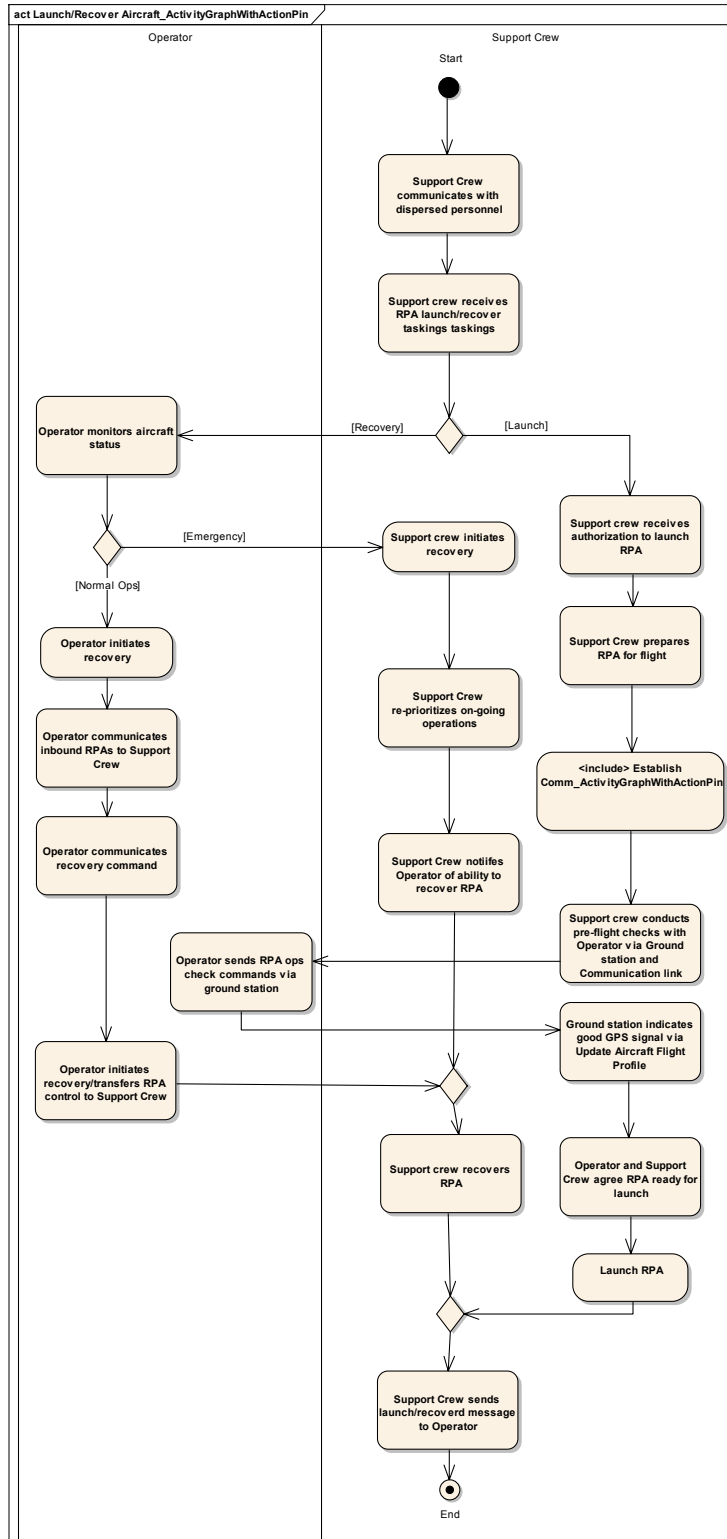 act Launch/Recover Aircraft_ActivityGraphWithActionPin
Operator
Support Crew
Start
Support Crew
communicates with
dispersed personnel
Support crew receives
RPA launch/recover
taskings taskings
[Recovery]
[Launch]
Operator monitors aircraft
status
[Emergency]
[Normal Ops]
Support crew initiates
recovery
Support crew receives
authorization to launch
RPA
Operator initiates
recovery
Support Crew prepares
RPA for flight
Operator communicates
inbound RPAs to Support
Crew
Support Crew
re-prioritizes on-going
operations
<include> Establish
Comm_ActivityGraphWithActionPin
Operator communicates
recovery command
Support Crew notiifes
Operator of ability to
recover RPA
Support crew conducts
pre-flight checks with
Operator via Ground
station and
Communication link
Operator sends RPA ops
check commands via
ground station
Ground station indicates
good GPS signal via
Update Aircraft Flight
Profile
Operator initiates
recovery/transfers RPA
control to Support Crew
Support crew recovers
RPA
Operator and Support
Crew agree RPA ready for
launch
Launch RPA
Support Crew sends
launch/recoverd message
to Operator
End